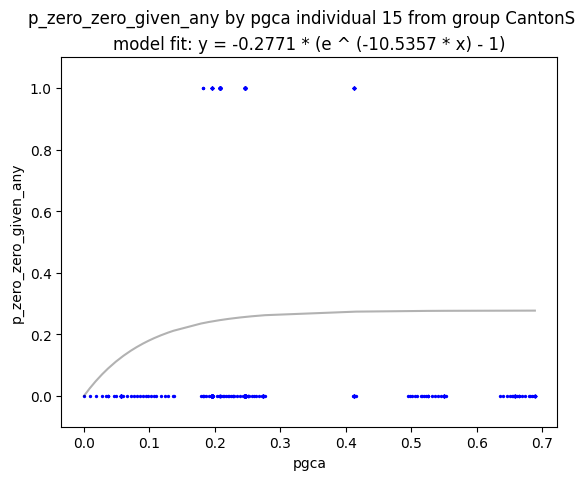 p_zero_zero_given_any by pgca individual 15 from group CantonS
model fit: y = -0.2771 * (e ^ (-10.5357 * x) - 1)
1.0
0.8
0.6
0.4
0.2
0.0
p_zero_zero_given_any
0.0 0.1 0.2 0.3 0.4 0.5 0.6 0.7
pgca